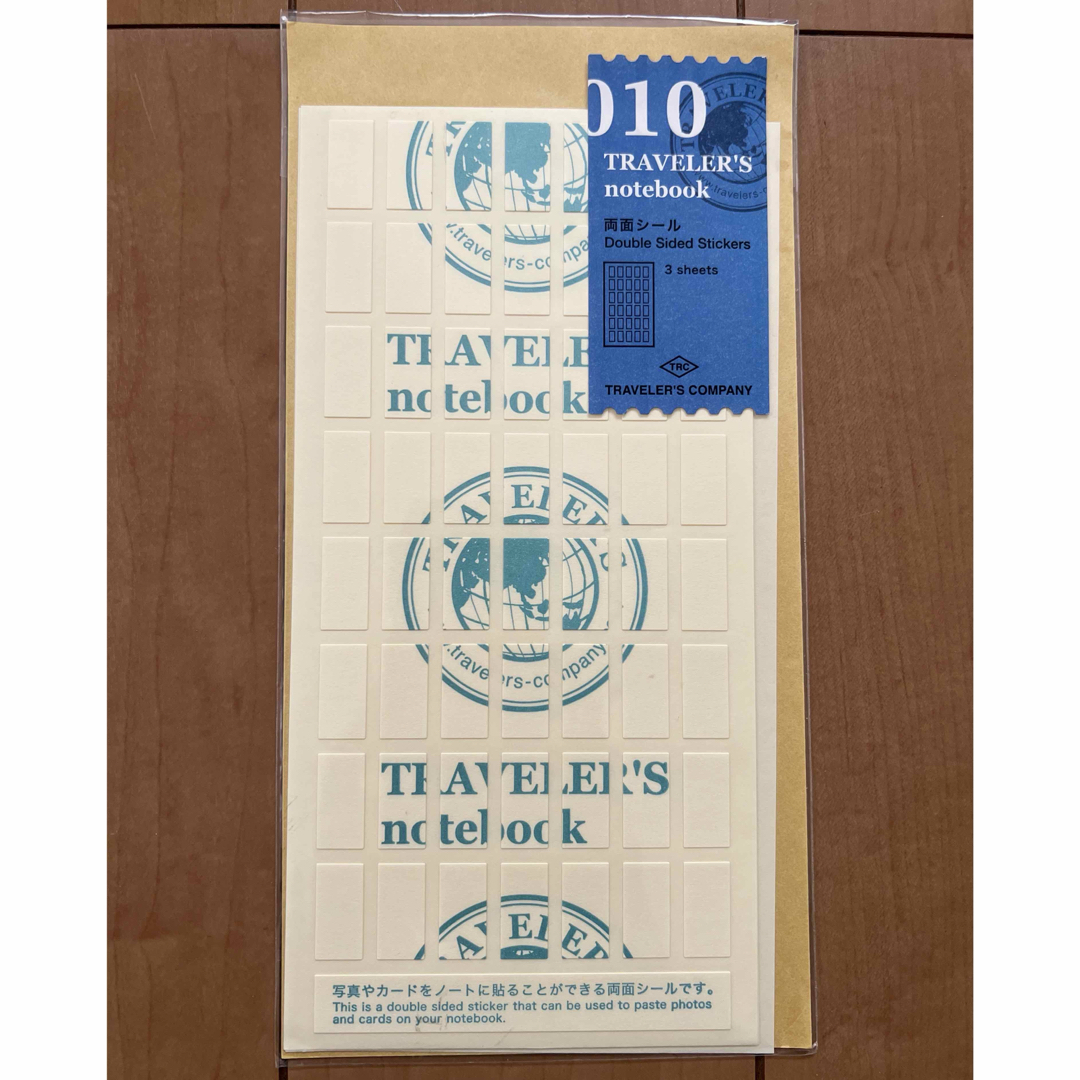 010
TRAVELER'S
notebook
両面シール
Double Sided Stickers
3 sheets
TRC
TRAVELER'S COMPANY
TRAVELE
notebook
TRAVELER'S
TRAVELER'S
notebook
TRAVELER
写真やカードをノートに貼ることができる両面シールです。
This is a double sided sticker that can be used to paste photos
and cards on your notebook.